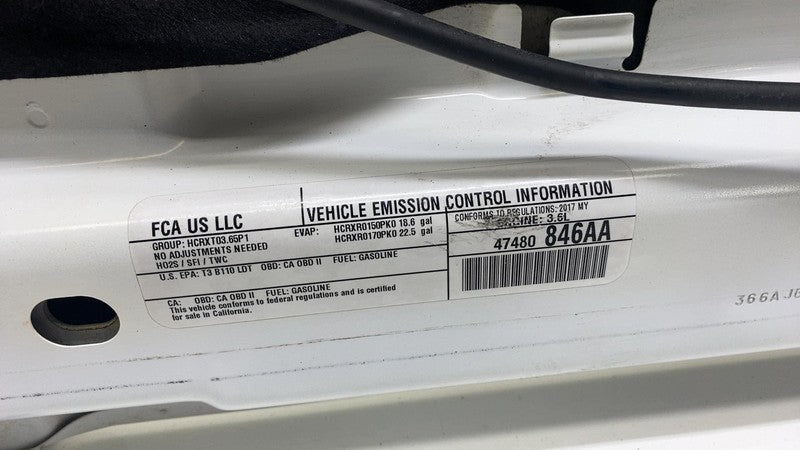 FCA US LLC
VEHICLE EMISSION CONTROL INFORMATION
GROUP: HCRXT03.65P1
EVAP: HCRXR0150PK0 18.6 gal
HCRXR0170PK0 22.5 gal
NO ADJUSTMENTS NEEDED
HO2S / SFI / TWC
CONFORMS TO REGULATIONS: 2017 MY
ENGINE: 3.6L
47480 846AA
U.S. EPA: T3 B110 LDT OBD: CA OBD II FUEL: GASOLINE
CA: OBD: CA OBD II FUEL: GASOLINE
This vehicle conforms to federal regulations and is certified
for sale in California.